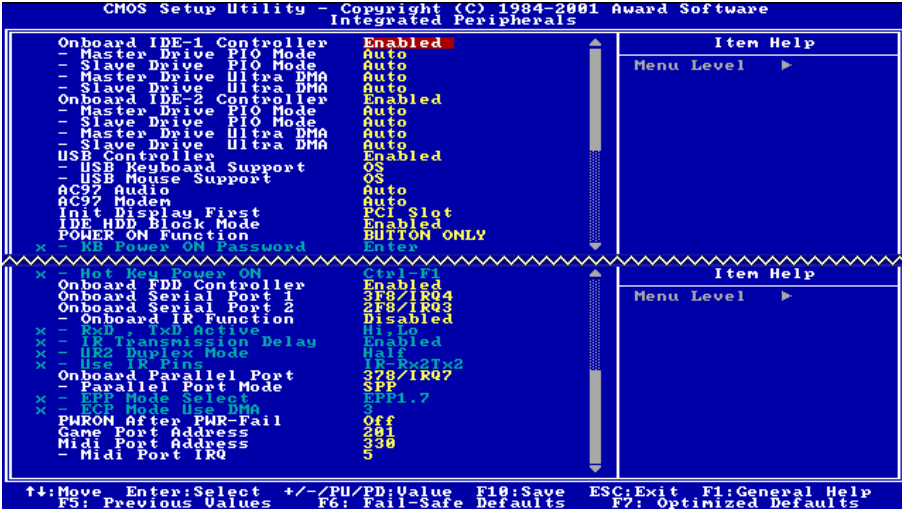 CMOS Setup Utility - Copyright (C) 1984-2001 Award Software
Integrated Peripherals
Onboard IDE-1 Controller Enabled
- Master Drive PIO Mode Auto
- Slave Drive PIO Mode Auto
- Master Drive Ultra DMA Auto
- Slave Drive Ultra DMA Auto
Onboard IDE-2 Controller Enabled
- Master Drive PIO Mode Auto
- Slave Drive PIO Mode Auto
- Master Drive Ultra DMA Auto
- Slave Drive Ultra DMA Auto
USB Controller Enabled
- USB Keyboard Support OS
- USB Mouse Support OS
AC97 Audio Auto
AC97 Modem Auto
Init Display First PCI Slot
IDE HDD Block Mode Enabled
POWER ON Function BUTTON ONLY
x - KB Power ON Password Enter
Item Help
Menu Level ►
x - Hot Key Power ON Ctrl-F1
Onboard FDD Controller Enabled
Onboard Serial Port 1 3F8/IRQ4
Onboard Serial Port 2 2F8/IRQ3
- Onboard IR Function Disabled
x - RxD , TxD Active Hi,Lo
x - IR Transmission Delay Enabled
x - UR2 Duplex Mode Half
x - Use IR Pins IR-Rx2Tx2
Onboard Parallel Port 378/IRQ7
- Parallel Port Mode SPP
x - EPP Mode Select EPP1.7
x - ECP Mode Use DMA 3
PWRON After PWR-Fail Off
Game Port Address 201
Midi Port Address 330
- Midi Port IRQ 5
Item Help
Menu Level ►
↑↓:Move Enter:Select +/-/PU/PD:Value F10:Save ESC:Exit F1:General Help
F5: Previous Values F6: Fail-Safe Defaults F7: Optimized Defaults